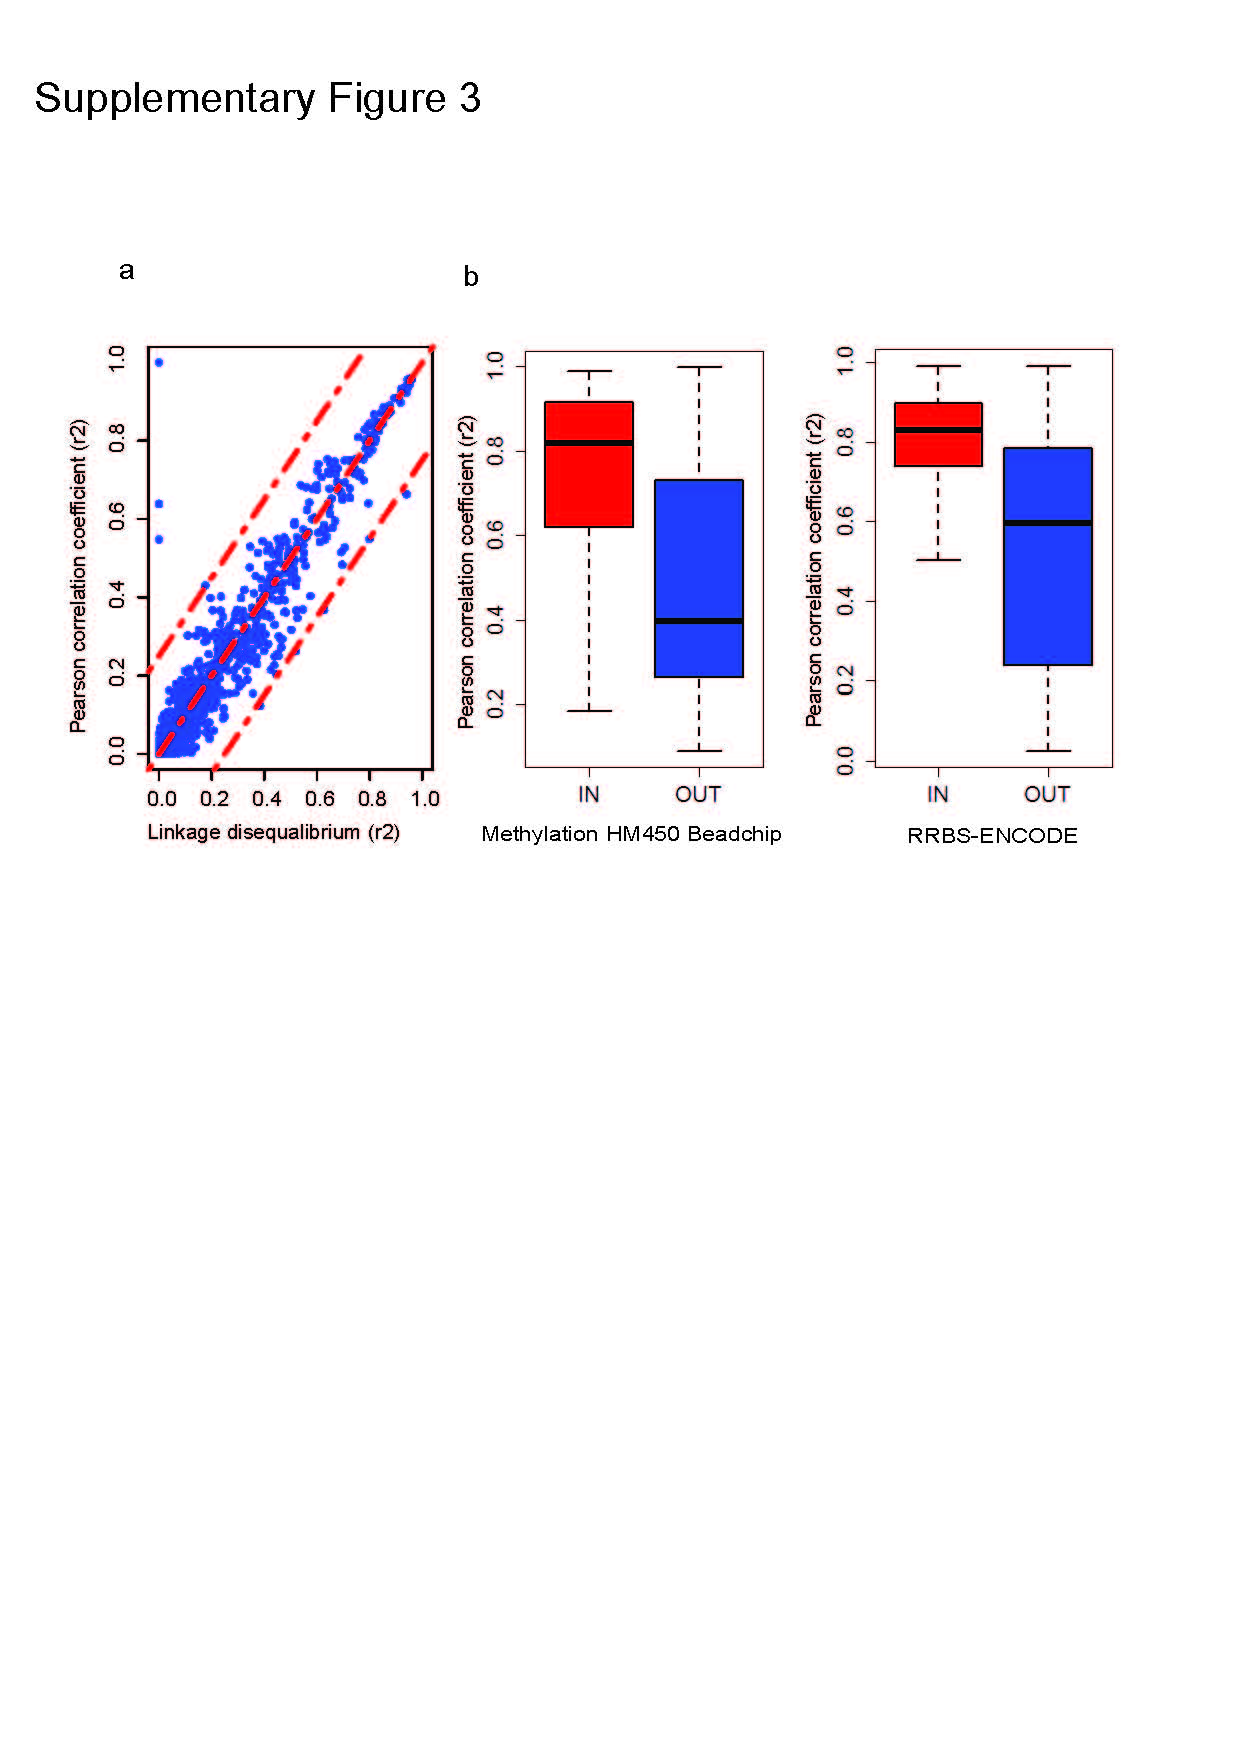 Supplementary Figure 3
a
b
Pearson correlation coefficient (r2)
1.0
0.8
0.6
0.4
0.2
0.0
0.0 0.2 0.4 0.6 0.8 1.0
Linkage disequalibrium (r2)
Pearson correlation coefficient (r2)
1.0
0.8
0.6
0.4
0.2
IN OUT
Methylation HM450 Beadchip
Pearson correlation coefficient (r2)
1.0
0.8
0.6
0.4
0.2
0.0
IN OUT
RRBS-ENCODE